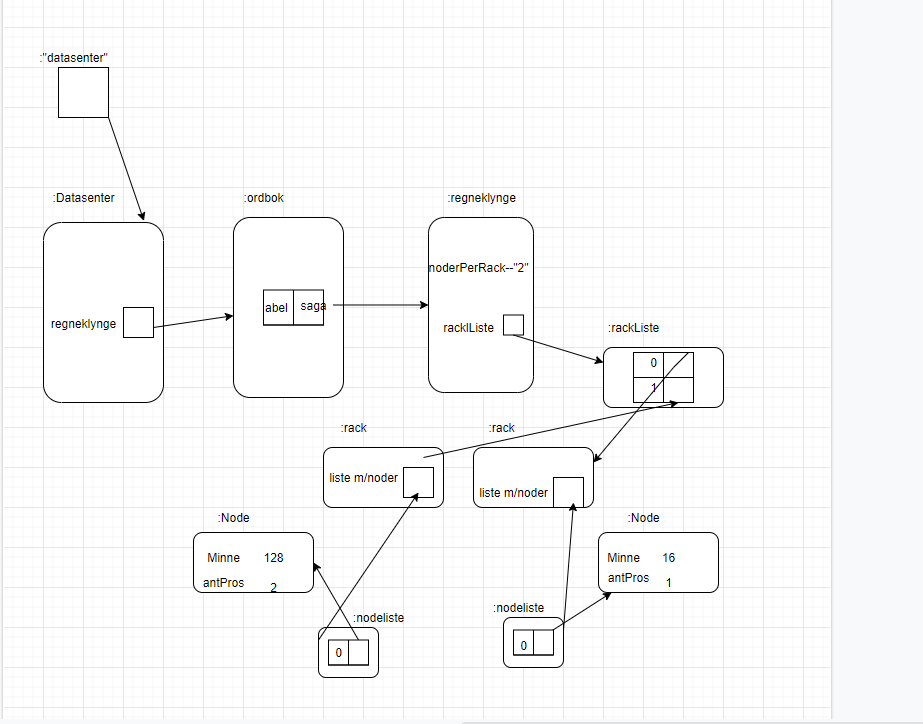 :"datasenter"
:Datasenter
:ordbok
:regneklynge
noderPerRack--"2"
abel
saga
regneklynge
racklListe
:rackListe
0
1
:rack
:rack
liste m/noder
liste m/noder
:Node
:Node
Minne 128
antPros 2
Minne 16
antPros 1
:nodeliste
:nodeliste
0
0